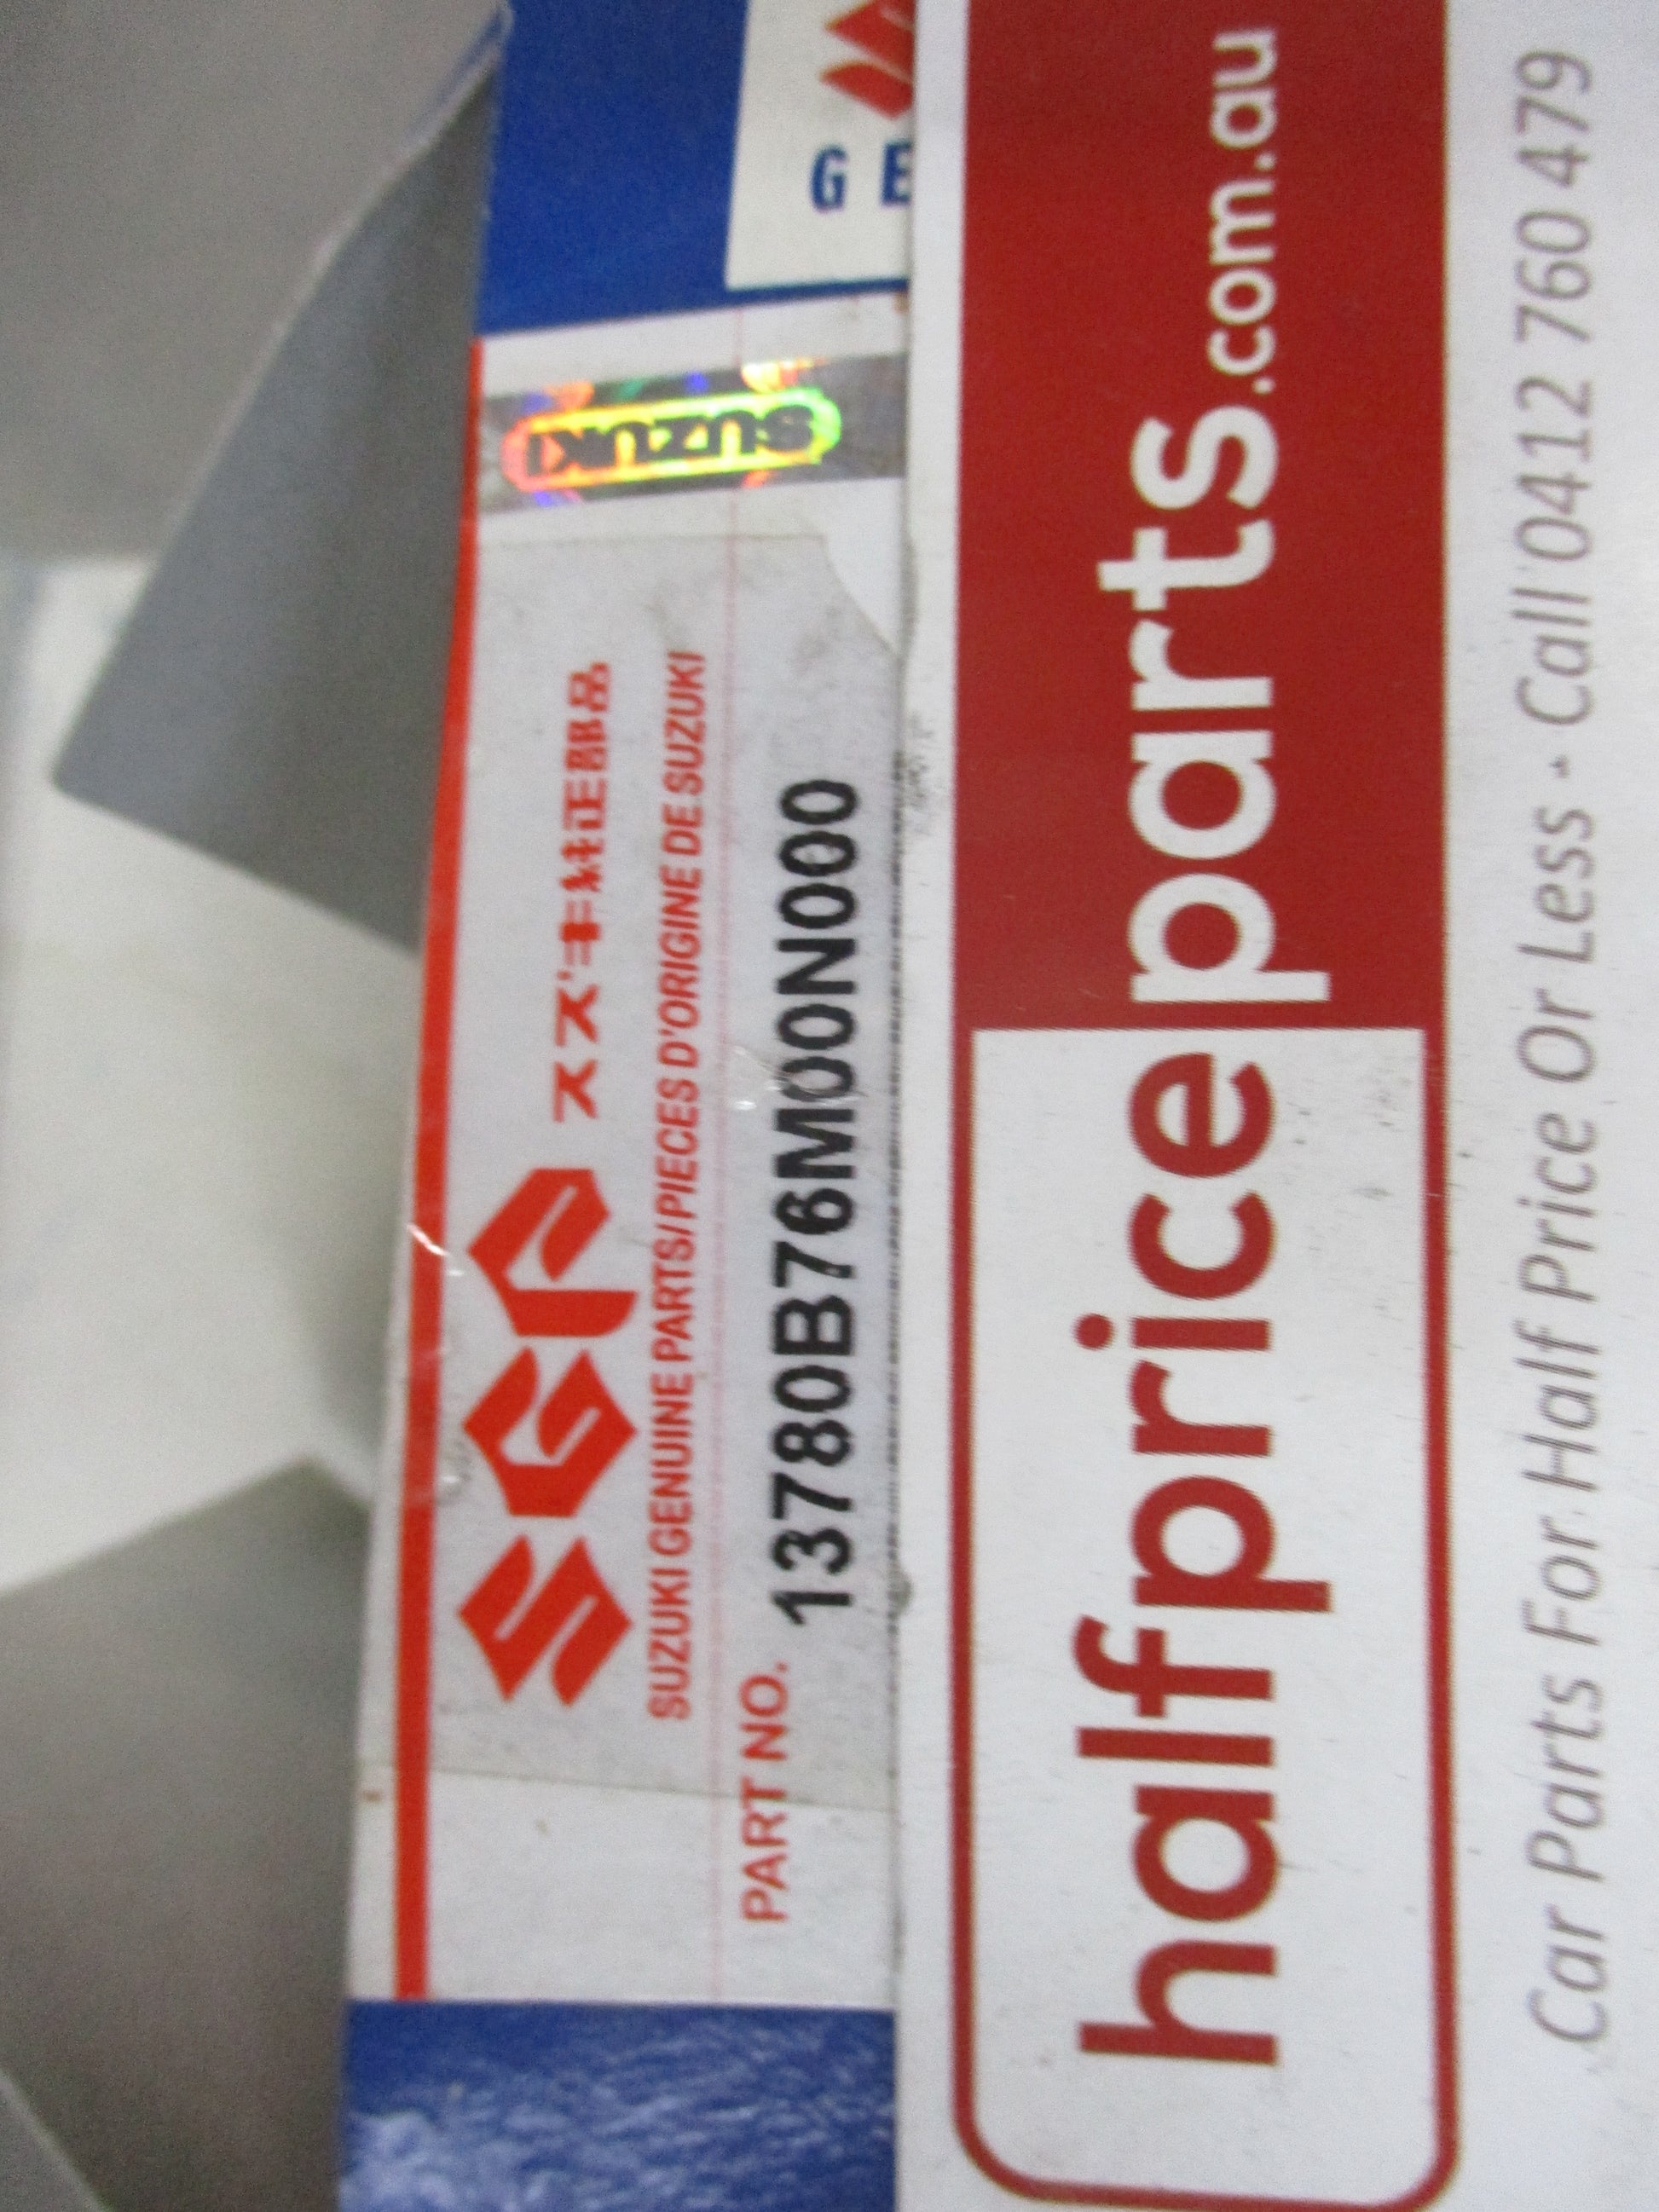 SGP スズキ純正部品
SUZUKI GENUINE PARTS/PIECES D'ORIGINE DE SUZUKI
PART NO. 13780B76M00N000
SUZUKI
G E
halfpriceparts.com.au
Car Parts For Half Price Or Less - Call 0412 760 479